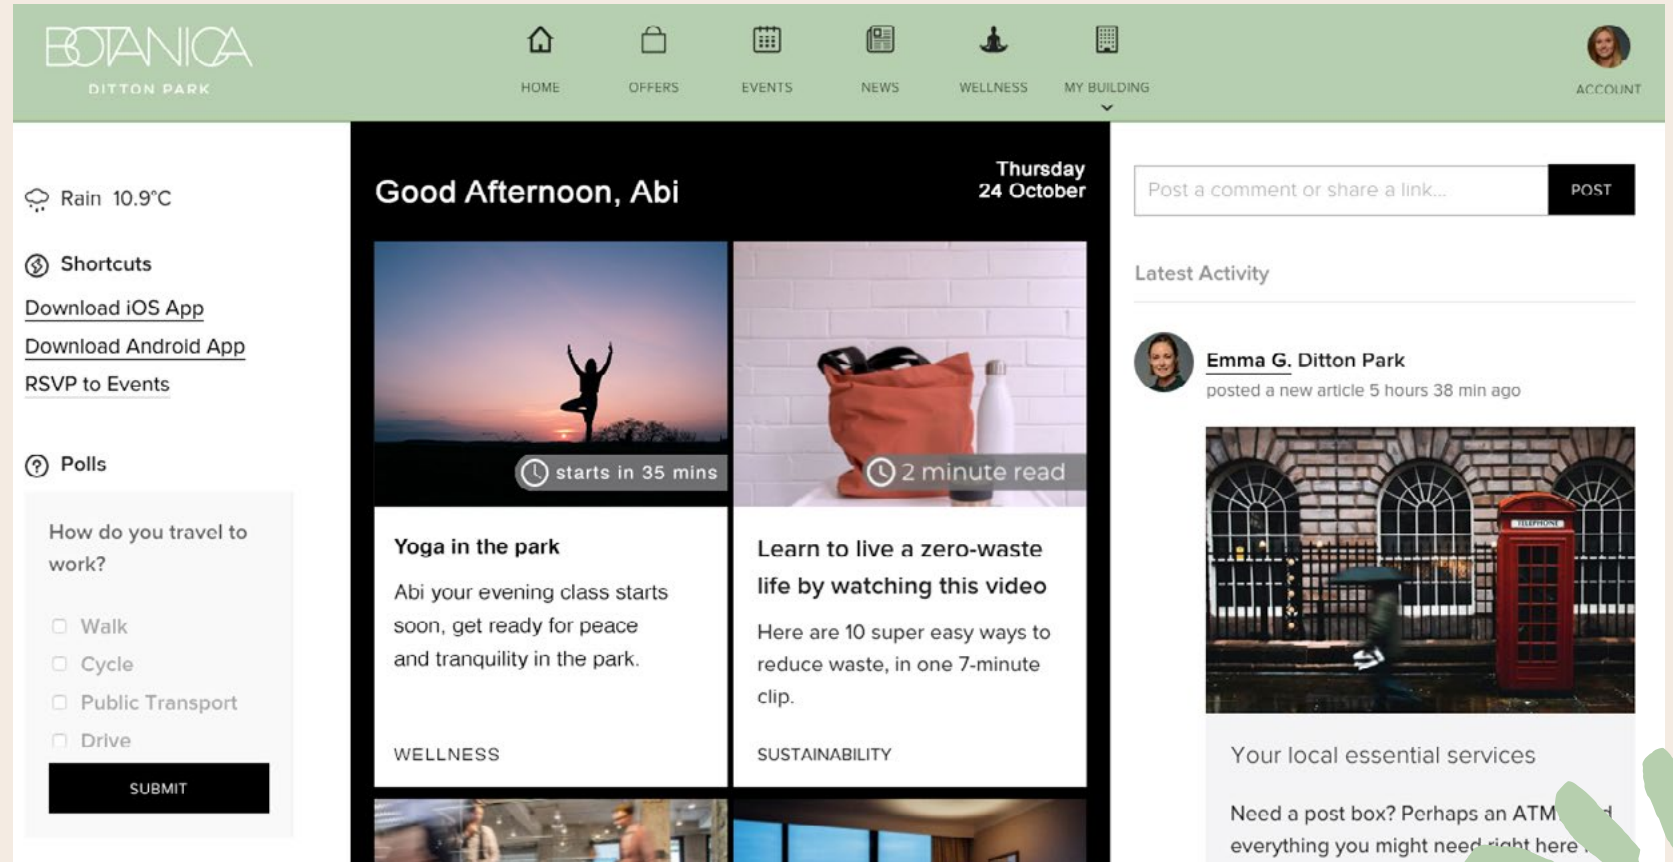 BOTANICA
DITTON PARK
HOME
OFFERS
EVENTS
NEWS
WELLNESS
MY BUILDING
ACCOUNT
Rain 10.9°C
Shortcuts
Download iOS App
Download Android App
RSVP to Events
Polls
How do you travel to
work?
Walk
Cycle
Public Transport
Drive
SUBMIT
Good Afternoon, Abi
Thursday
24 October
starts in 35 mins
Yoga in the park
Abi your evening class starts
soon, get ready for peace
and tranquility in the park.
WELLNESS
2 minute read
Learn to live a zero-waste
life by watching this video
Here are 10 super easy ways to
reduce waste, in one 7-minute
clip.
SUSTAINABILITY
Post a comment or share a link...
POST
Latest Activity
Emma G. Ditton Park
posted a new article 5 hours 38 min ago
TELEPHONE
Your local essential services
Need a post box? Perhaps an ATM
everything you might need right here